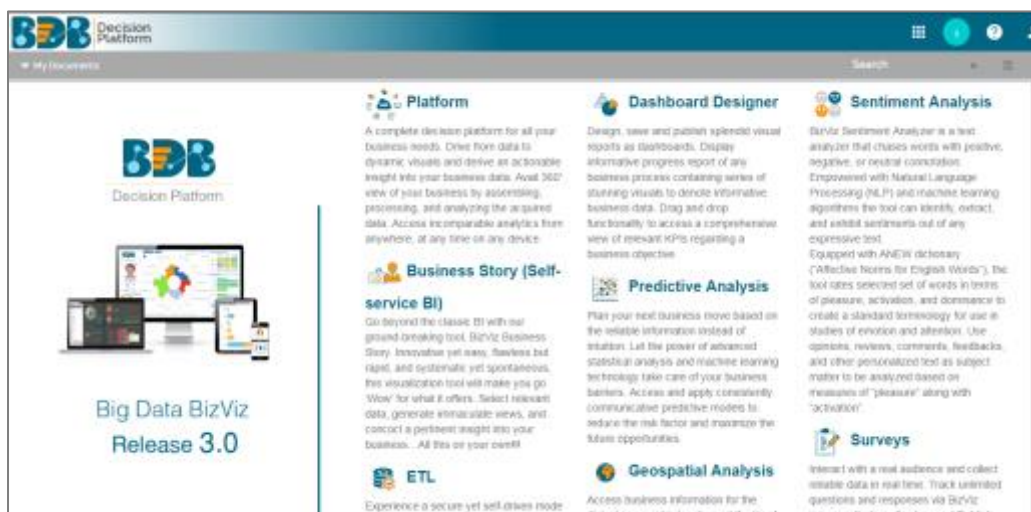 BDB Decision
Platform
My Documents
Search
BDB
Decision Platform
Big Data BizViz
Release 3.0
Platform
A complete decision platform for all your
business needs. Drive from data to
dynamic visuals and derive an actionable
insight into your business data. Avail 360°
view of your business by assembling,
processing, and analyzing the acquired
data. Access incomparable analytics from
anywhere, at any time on any device
Business Story (Self-
service BI)
Go beyond the classic BI with our
ground-breaking tool, BizViz Business
Story. Innovative yet easy, flawless but
rapid, and systematic yet spontaneous,
this visualization tool will make you go
'Wow' for what it offers. Select relevant
data, generate immaculate views, and
concoct a pertinent insight into your
business... All this on your own!!!
ETL
Experience a secure yet self-driven mode
Dashboard Designer
Design, save and publish splendid visual
reports as dashboards. Display
informative progress report of any
business process containing series of
stunning visuals to denote informative
business data. Drag and drop
functionality to access a comprehensive
view of relevant KPIs regarding a
business objective
Predictive Analysis
Plan your next business move based on
the reliable information instead of
intuition. Let the power of advanced
statistical analysis and machine learning
technology take care of your business
barriers. Access and apply consistently
communicative predictive models to
reduce the risk factor and maximize the
future opportunities.
Geospatial Analysis
Access business information for the
Sentiment Analysis
BizViz Sentiment Analyzer is a text
analyzer that chases words with positive,
negative, or neutral connotation.
Empowered with Natural Language
Processing (NLP) and machine learning
algorithms the tool can identify, extract,
and exhibit sentiments out of any
expressive text
Equipped with ANEW dictionary
("Affective Norms for English Words"), the
tool rates selected set of words in terms
of pleasure, activation, and dominance to
create a standard terminology for use in
studies of emotion and attention. Use
opinions, reviews, comments, feedbacks,
and other personalized text as subject
matter to be analyzed based on
measures of "pleasure" along with
"activation".
Surveys
Interact with a real audience and collect
reliable data in real time. Track unlimited
questions and responses via BizViz